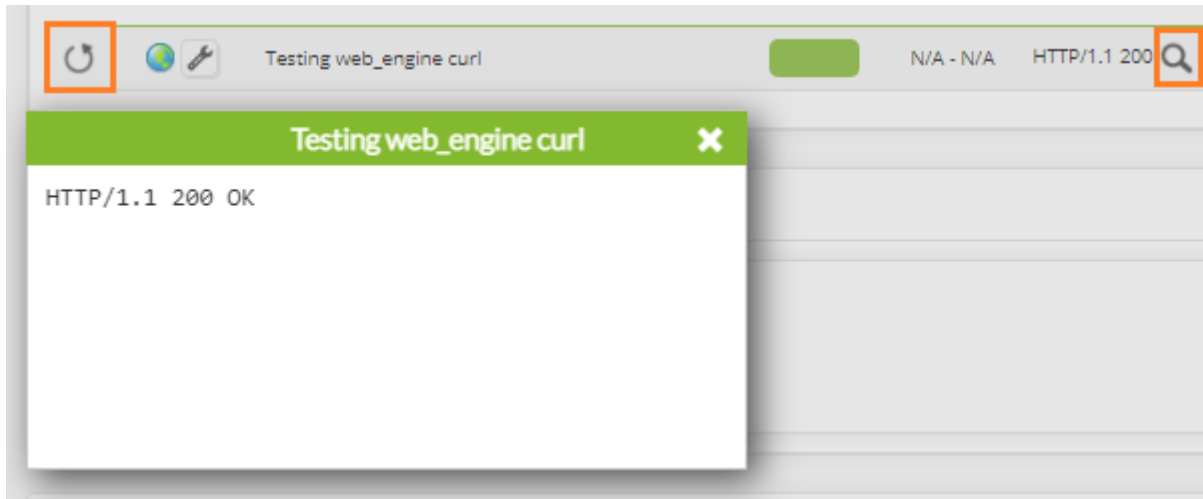 Testing web_engine curl N/A - N/A HTTP/1.1 200
Testing web_engine curl
HTTP/1.1 200 OK